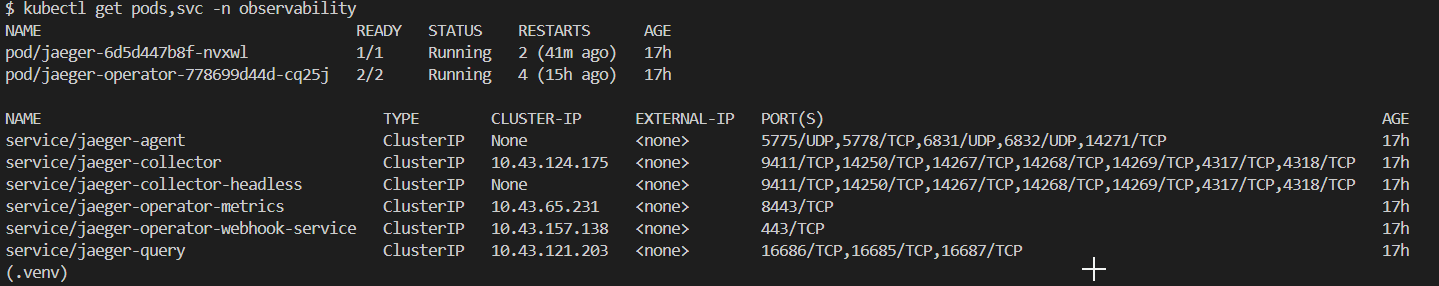 $ kubectl get pods,svc -n observability
NAME READY STATUS RESTARTS AGE
pod/jaeger-6d5d447b8f-nvxwl 1/1 Running 2 (41m ago) 17h
pod/jaeger-operator-778699d44d-cq25j 2/2 Running 4 (15h ago) 17h
NAME TYPE CLUSTER-IP EXTERNAL-IP PORT(S) AGE
service/jaeger-agent ClusterIP None <none> 5775/UDP,5778/TCP,6831/UDP,6832/UDP,14271/TCP 17h
service/jaeger-collector ClusterIP 10.43.124.175 <none> 9411/TCP,14250/TCP,14267/TCP,14268/TCP,14269/TCP,4317/TCP,4318/TCP 17h
service/jaeger-collector-headless ClusterIP None <none> 9411/TCP,14250/TCP,14267/TCP,14268/TCP,14269/TCP,4317/TCP,4318/TCP 17h
service/jaeger-operator-metrics ClusterIP 10.43.65.231 <none> 8443/TCP 17h
service/jaeger-operator-webhook-service ClusterIP 10.43.157.138 <none> 443/TCP 17h
service/jaeger-query ClusterIP 10.43.121.203 <none> 16686/TCP,16685/TCP,16687/TCP 17h
(.venv)